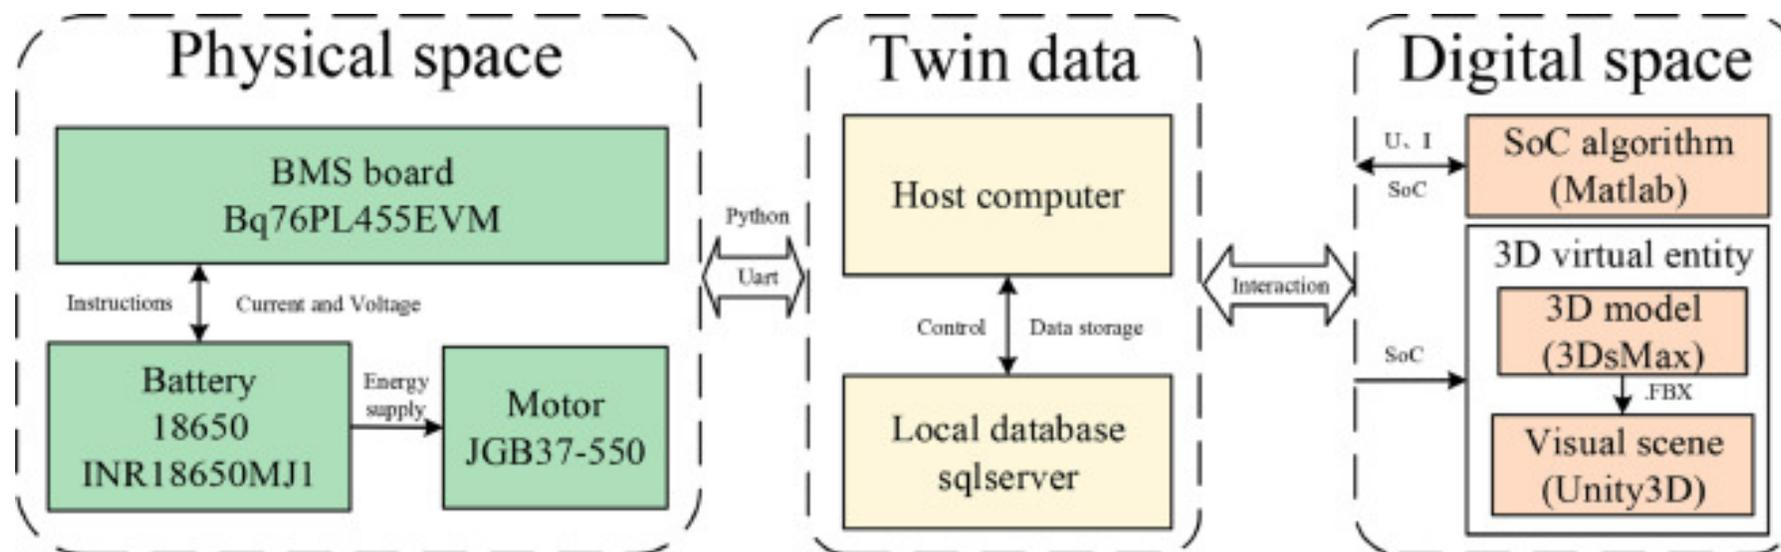 Physical space
BMS board
Bq76PL455EVM
Instructions
Current and Voltage
Battery
18650
INR18650MJ1
Energy
supply
Motor
JGB37-550
Python
Uart
Twin data
Host computer
Control
Data storage
Local database
sqlserver
Interaction
Digital space
U、I
SoC
SoC algorithm
(Matlab)
SoC
3D virtual entity
3D model
(3DsMax)
.FBX
Visual scene
(Unity3D)